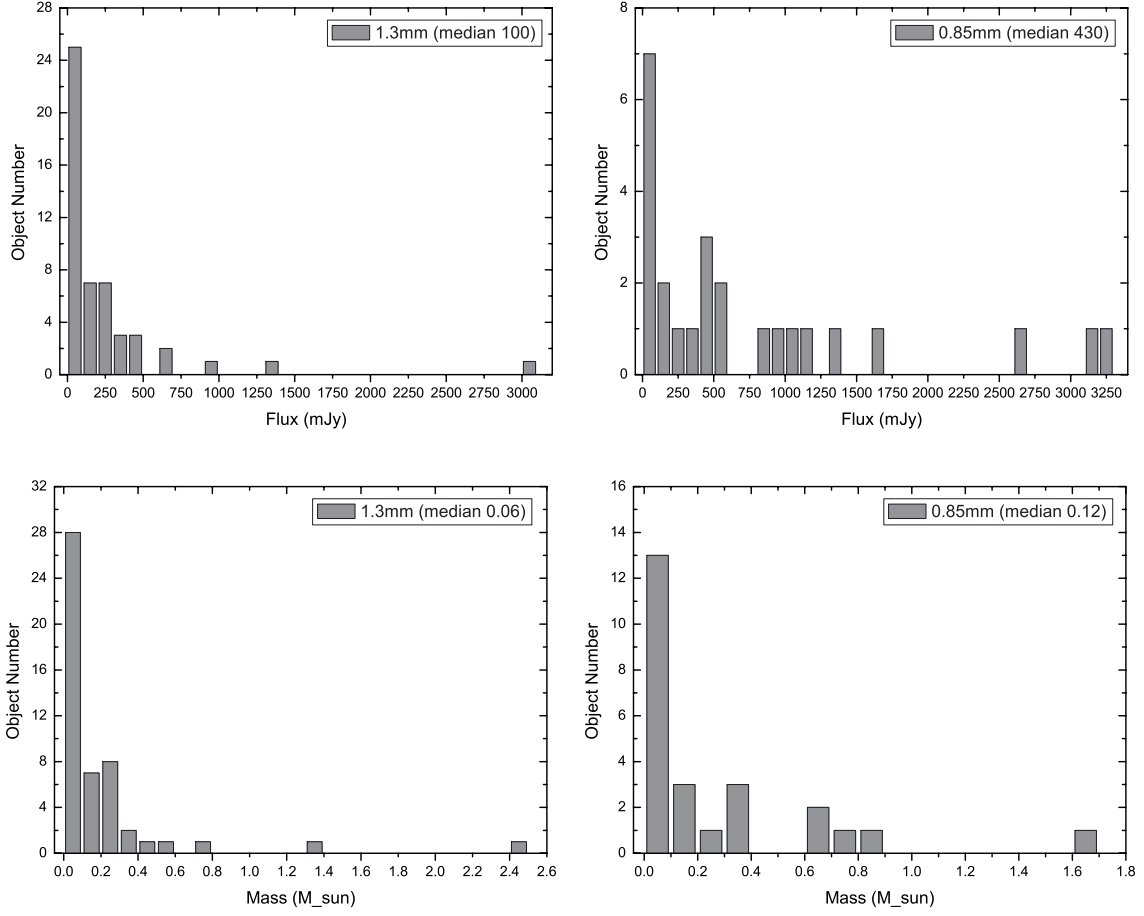 1.3mm (median 100)
28
24
20
16
12
8
4
0
Object Number
0 250 500 750 1000 1250 1500 1750 2000 2250 2500 2750 3000
Flux (mJy)
0.85mm (median 430)
8
6
4
2
0
Object Number
0 250 500 750 1000 1250 1500 1750 2000 2250 2500 2750 3000 3250
Flux (mJy)
1.3mm (median 0.06)
32
28
24
20
16
12
8
4
0
Object Number
0.0 0.2 0.4 0.6 0.8 1.0 1.2 1.4 1.6 1.8 2.0 2.2 2.4 2.6
Mass (M_sun)
0.85mm (median 0.12)
16
14
12
10
8
6
4
2
0
Object Number
0.0 0.2 0.4 0.6 0.8 1.0 1.2 1.4 1.6 1.8
Mass (M_sun)